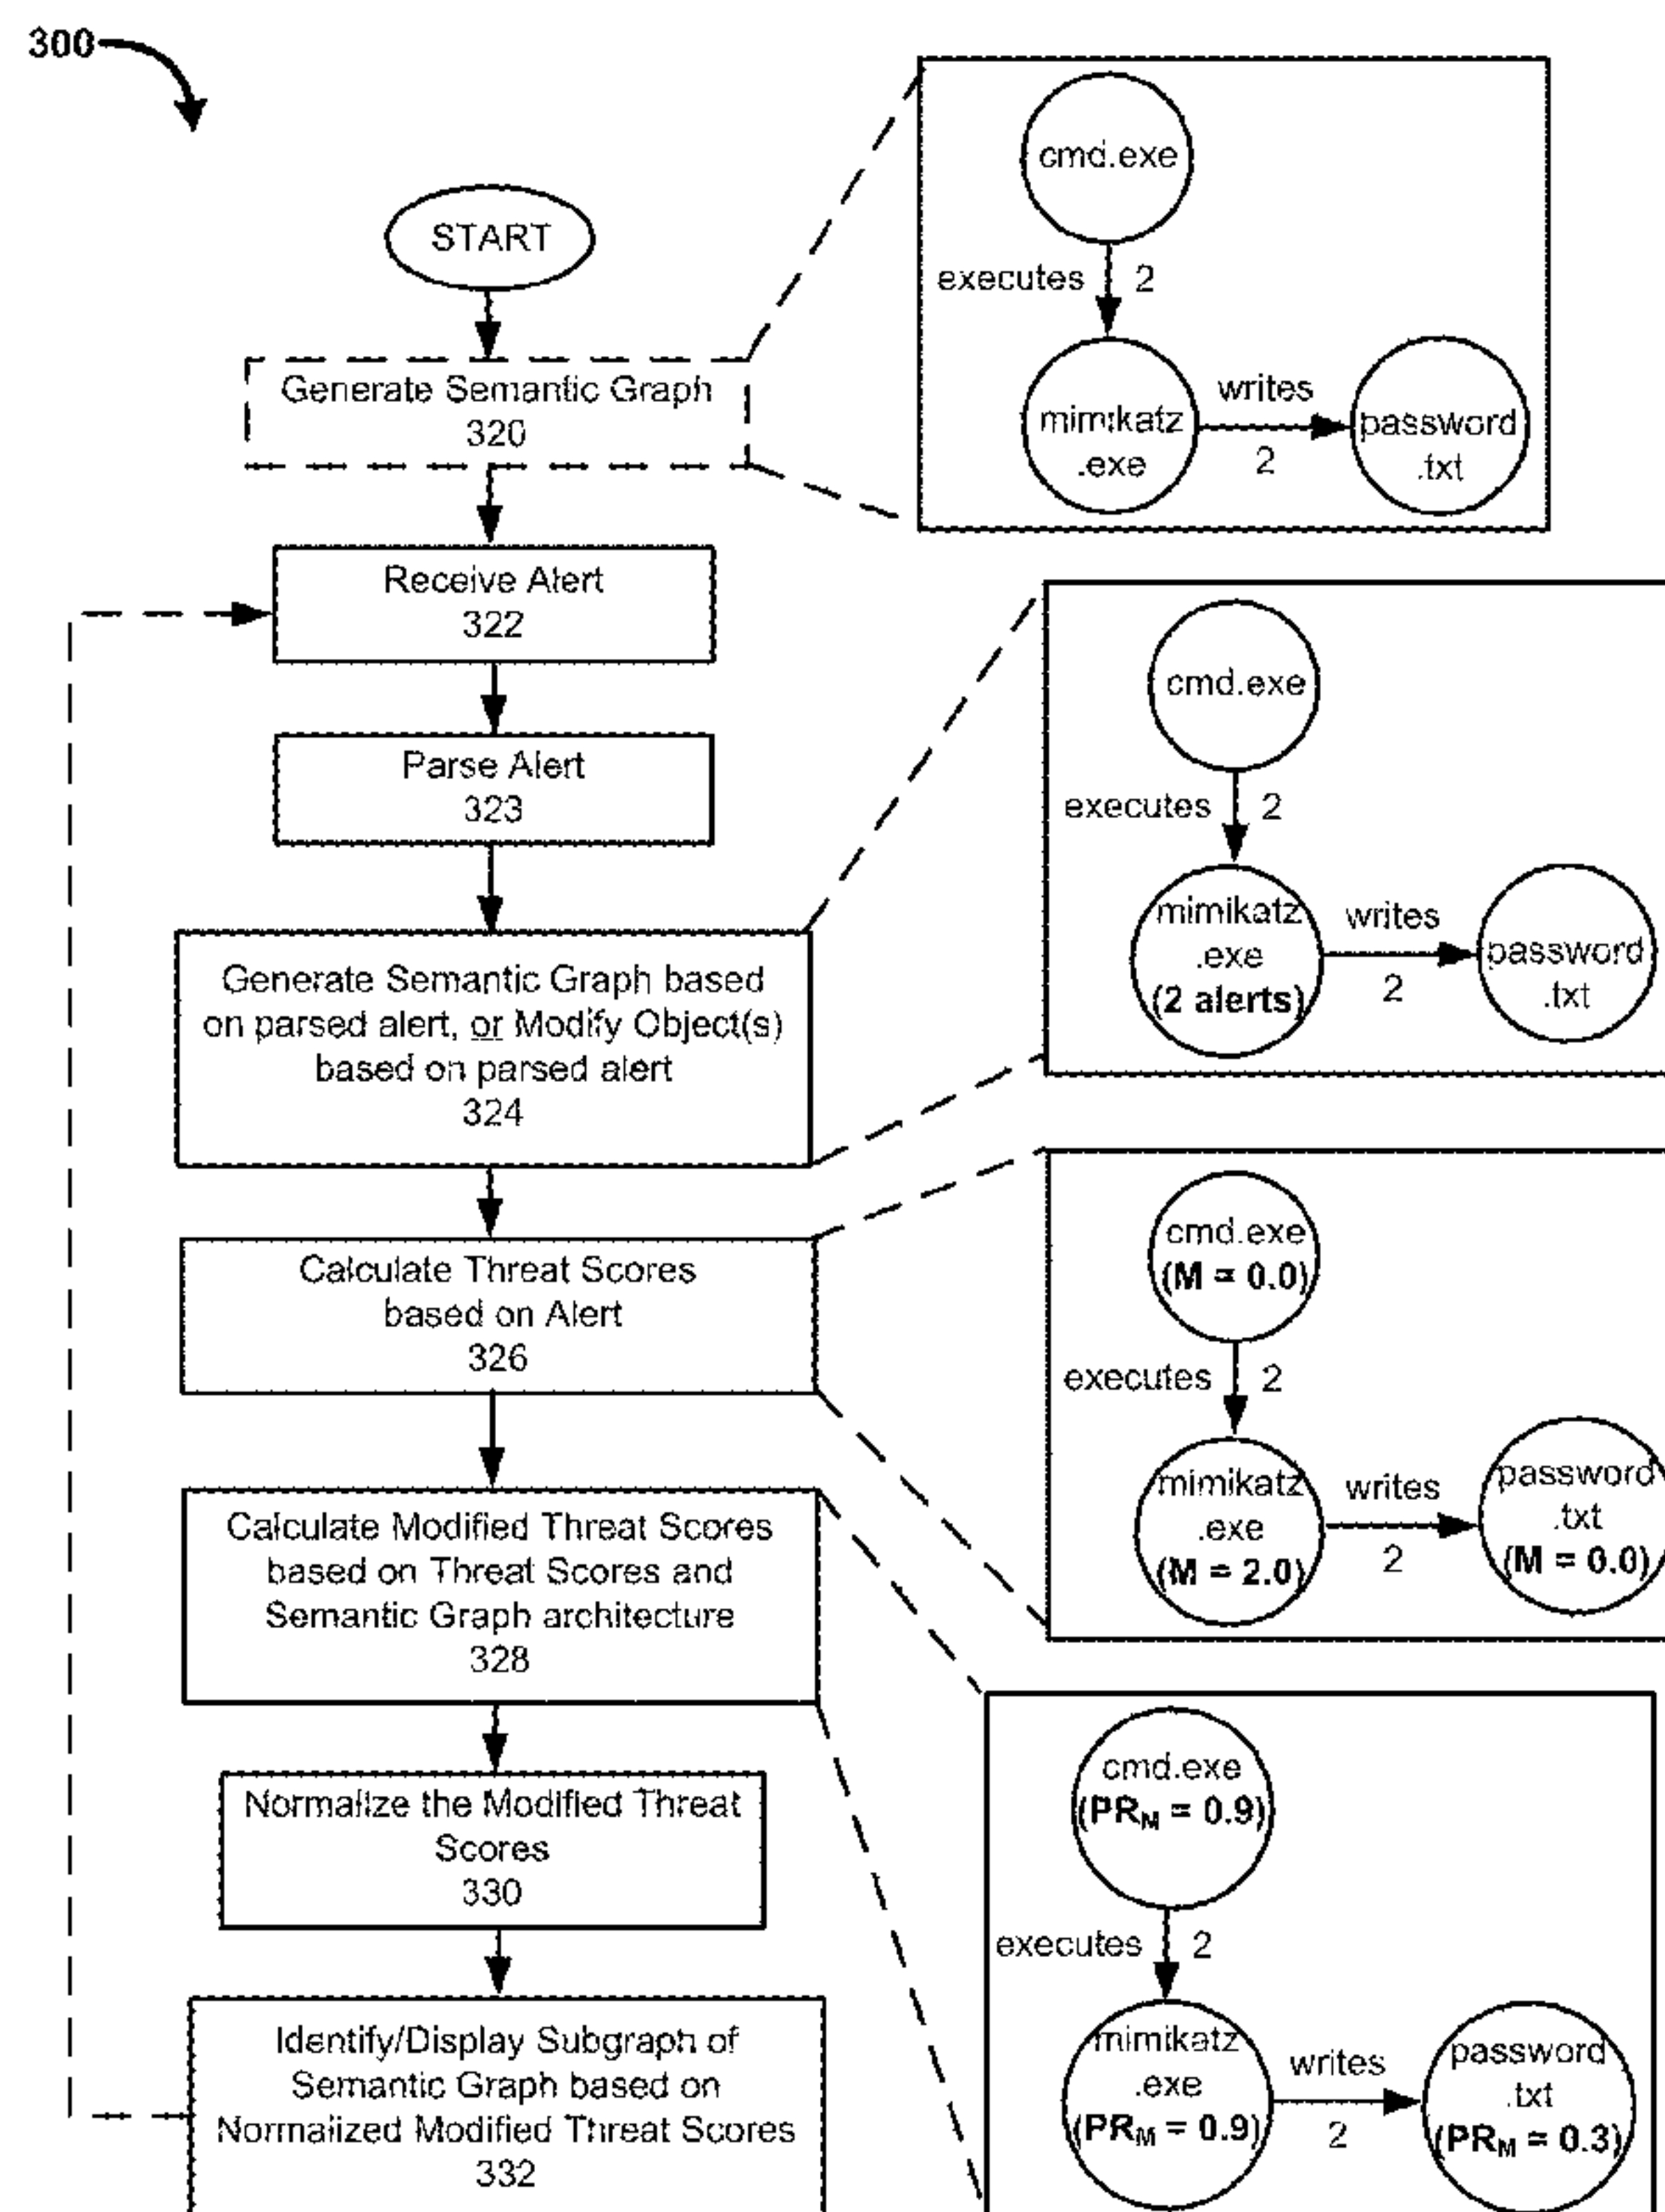 300
START
Generate Semantic Graph
320
Receive Alert
322
Parse Alert
323
Generate Semantic Graph based
on parsed alert, or Modify Object(s)
based on parsed alert
324
Calculate Threat Scores
based on Alert
326
Calculate Modified Threat Scores
based on Threat Scores and
Semantic Graph architecture
328
Normalize the Modified Threat
Scores
330
Identify/Display Subgraph of
Semantic Graph based on
Normalized Modified Threat Scores
332
cmd.exe
executes 2
mimikatz
.exe
writes
2
password
.txt
cmd.exe
executes 2
mimikatz
.exe
(2 alerts)
writes
2
password
.txt
cmd.exe
(M = 0.0)
executes 2
mimikatz
.exe
(M = 2.0)
writes
2
password
.txt
(M = 0.0)
cmd.exe
(PRM = 0.9)
executes 2
mimikatz
.exe
(PRM = 0.9)
writes
2
password
.txt
(PRM = 0.3)